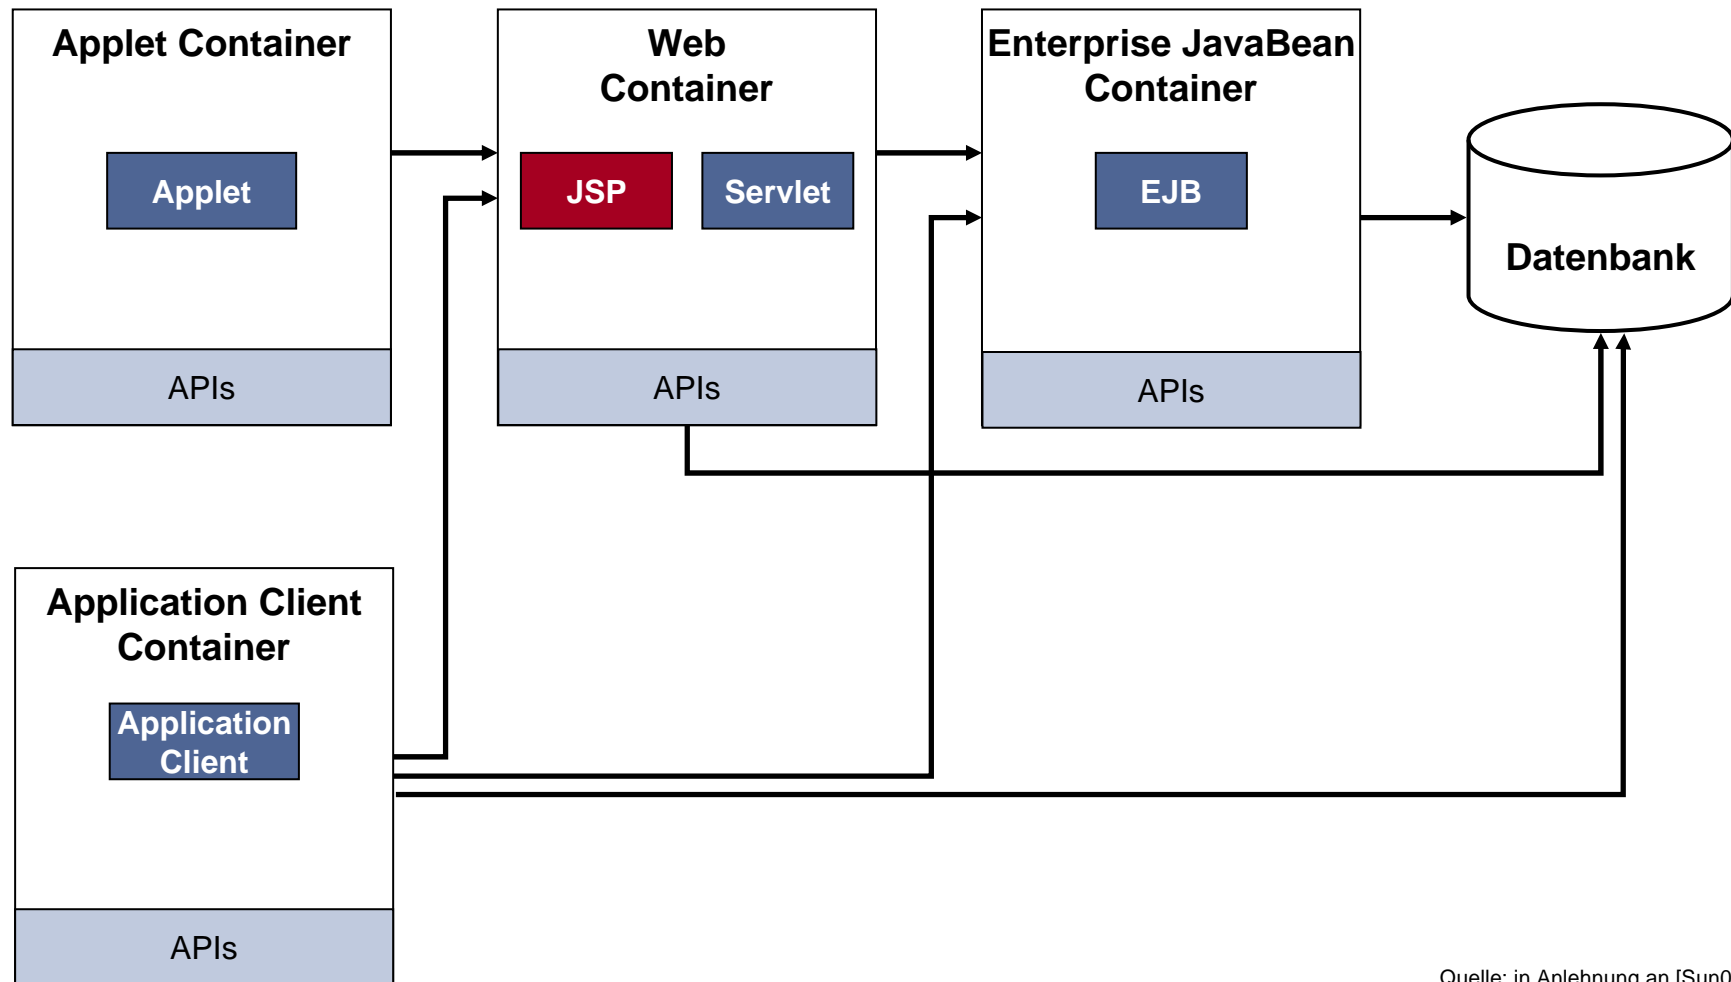 Applet Container
Applet
APIs
Web
Container
JSP
Servlet
APIs
Enterprise JavaBean
Container
EJB
APIs
Datenbank
Application Client
Container
Application
Client
APIs
Quelle: in Anlehnung an [Sun0